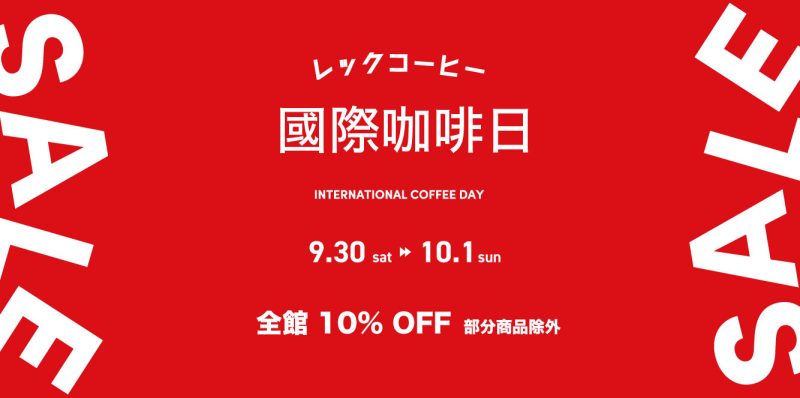 SALE
レックコーヒー
國際咖啡日
INTERNATIONAL COFFEE DAY
9.30 sat ▸▸ 10.1 sun
全館 10% OFF 部分商品除外
SALE